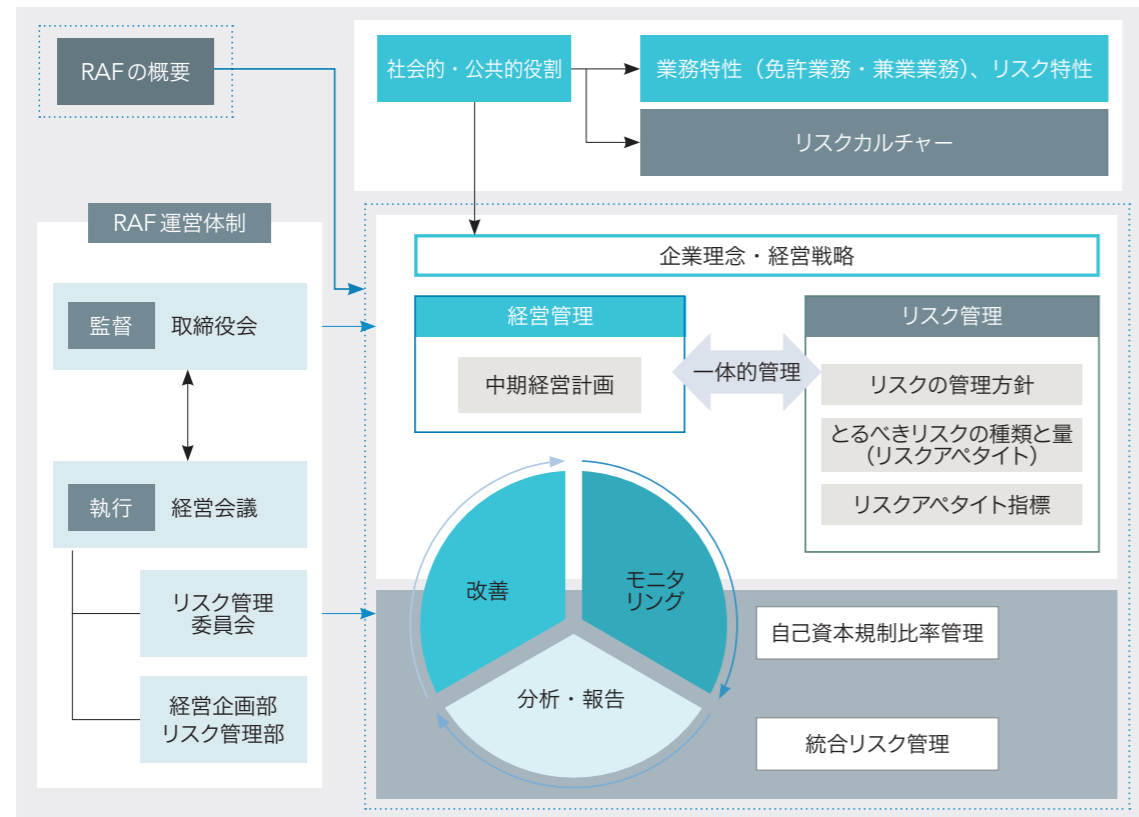 RAFの概要
社会的・公共的役割
業務特性（免許業務・兼業業務）、リスク特性
リスクカルチャー
RAF運営体制
監督
取締役会
執行
経営会議
リスク管理
委員会
経営企画部
リスク管理部
企業理念・経営戦略
経営管理
中期経営計画
一体的管理
リスク管理
リスクの管理方針
とるべきリスクの種類と量
（リスクアペタイト）
リスクアペタイト指標
改善
モニタ
リング
分析・報告
自己資本規制比率管理
統合リスク管理